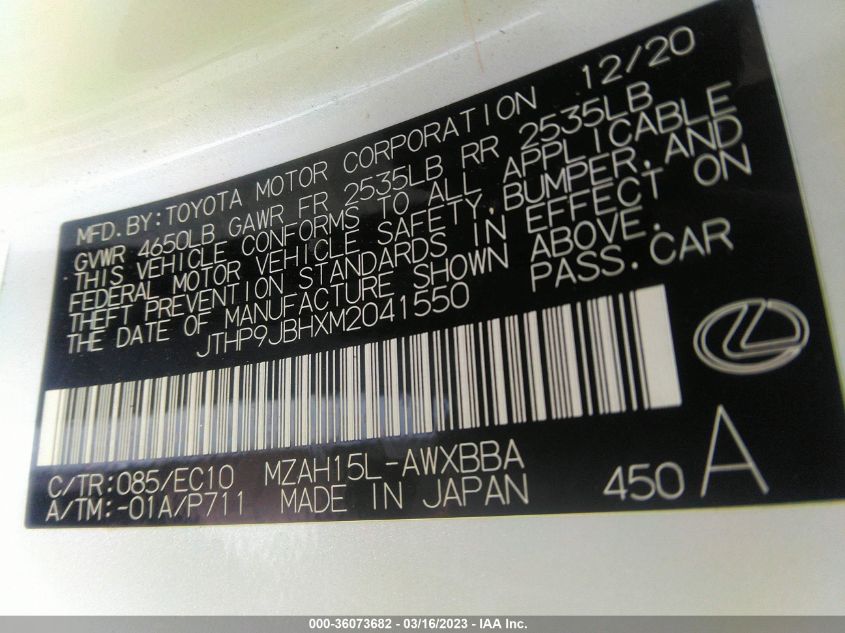 MFD.BY:TOYOTA MOTOR CORPORATION 12/20
GVWR 4650LB GAWR FR 2535LB RR 2535LB
THIS VEHICLE CONFORMS TO ALL APPLICABLE
FEDERAL MOTOR VEHICLE SAFETY,BUMPER,AND
THEFT PREVENTION STANDARDS IN EFFECT ON
THE DATE OF MANUFACTURE SHOWN ABOVE.
JTHP9JBHXM2041550 PASS.CAR
C/TR:085/EC10 MZAH15L-AWXBBA
A/TM:-01A/P711 MADE IN JAPAN 450 A
000-36073682 - 03/16/2023 - IAA Inc.